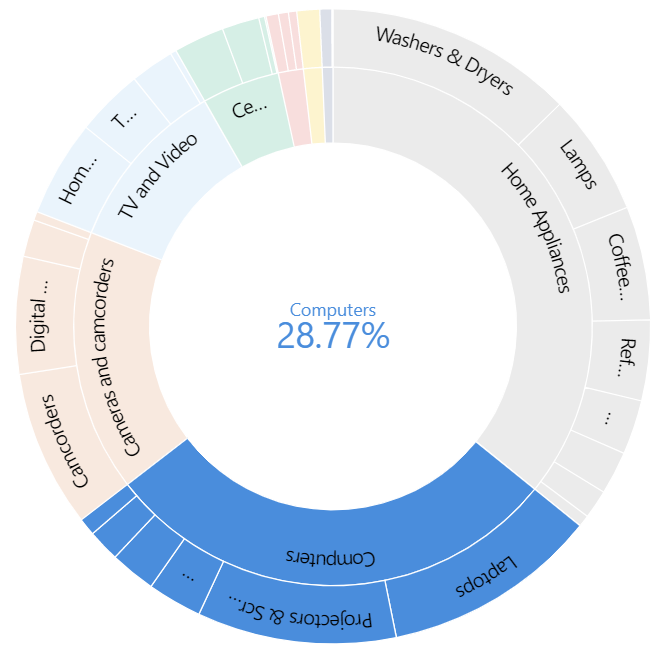 Washers & Dryers
Lamps
Coffee...
Ref...
...
Home Appliances
Laptops
Projectors & Scr...
...
Computers
Camcorders
Digital ...
Cameras and camcorders
Hom...
T...
TV and Video
Ce...
Computers
28.77%